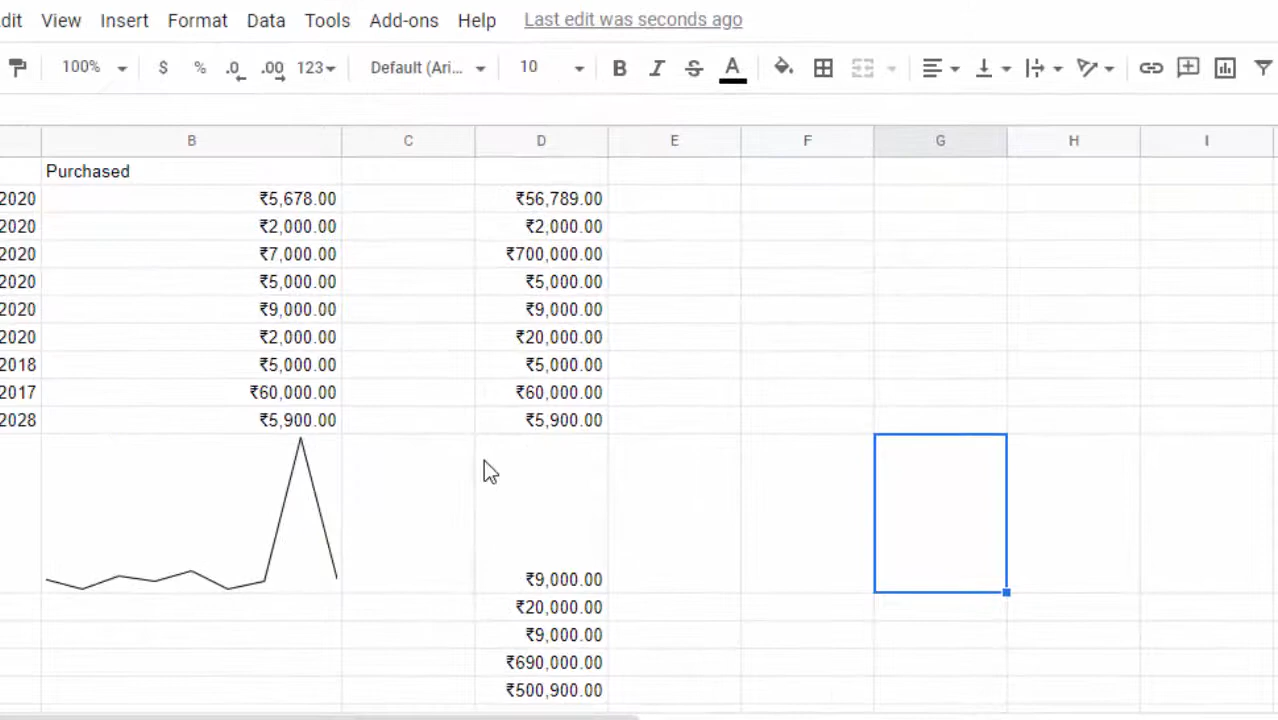 dit View Insert Format Data Tools Add-ons Help Last edit was seconds ago
100% $ % .0 .00 123 Default (Ari... 10 B I S A
B C D E F G H I
Purchased
2020 ₹5,678.00 ₹56,789.00
2020 ₹2,000.00 ₹2,000.00
2020 ₹7,000.00 ₹700,000.00
2020 ₹5,000.00 ₹5,000.00
2020 ₹9,000.00 ₹9,000.00
2020 ₹2,000.00 ₹20,000.00
2018 ₹5,000.00 ₹5,000.00
2017 ₹60,000.00 ₹60,000.00
2028 ₹5,900.00 ₹5,900.00
₹9,000.00
₹20,000.00
₹9,000.00
₹690,000.00
₹500,900.00